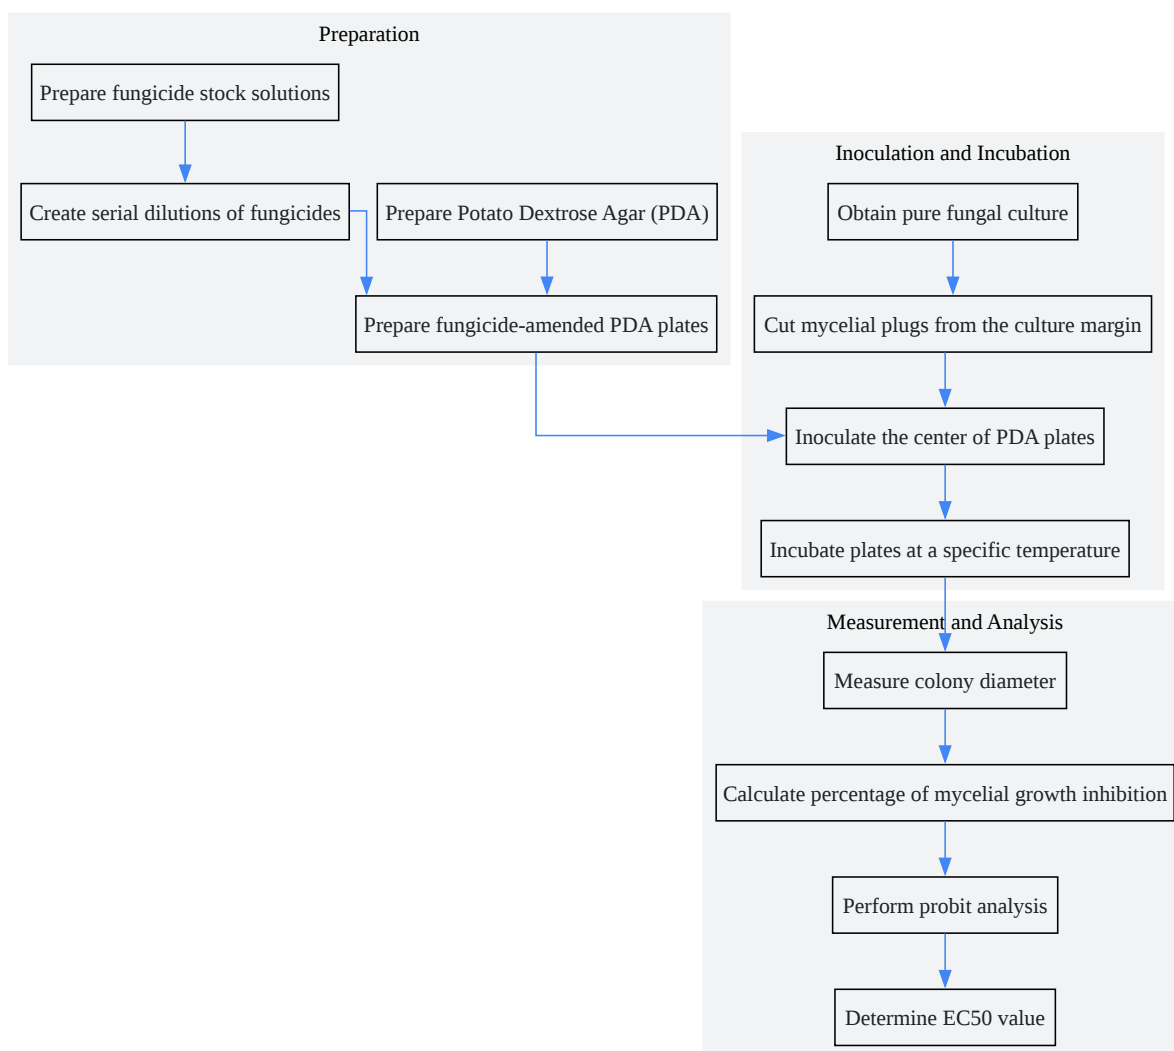 Preparation
Prepare fungicide stock solutions
Create serial dilutions of fungicides
Prepare Potato Dextrose Agar (PDA)
Prepare fungicide-amended PDA plates
Inoculation and Incubation
Obtain pure fungal culture
Cut mycelial plugs from the culture margin
Inoculate the center of PDA plates
Incubate plates at a specific temperature
Measurement and Analysis
Measure colony diameter
Calculate percentage of mycelial growth inhibition
Perform probit analysis
Determine EC50 value